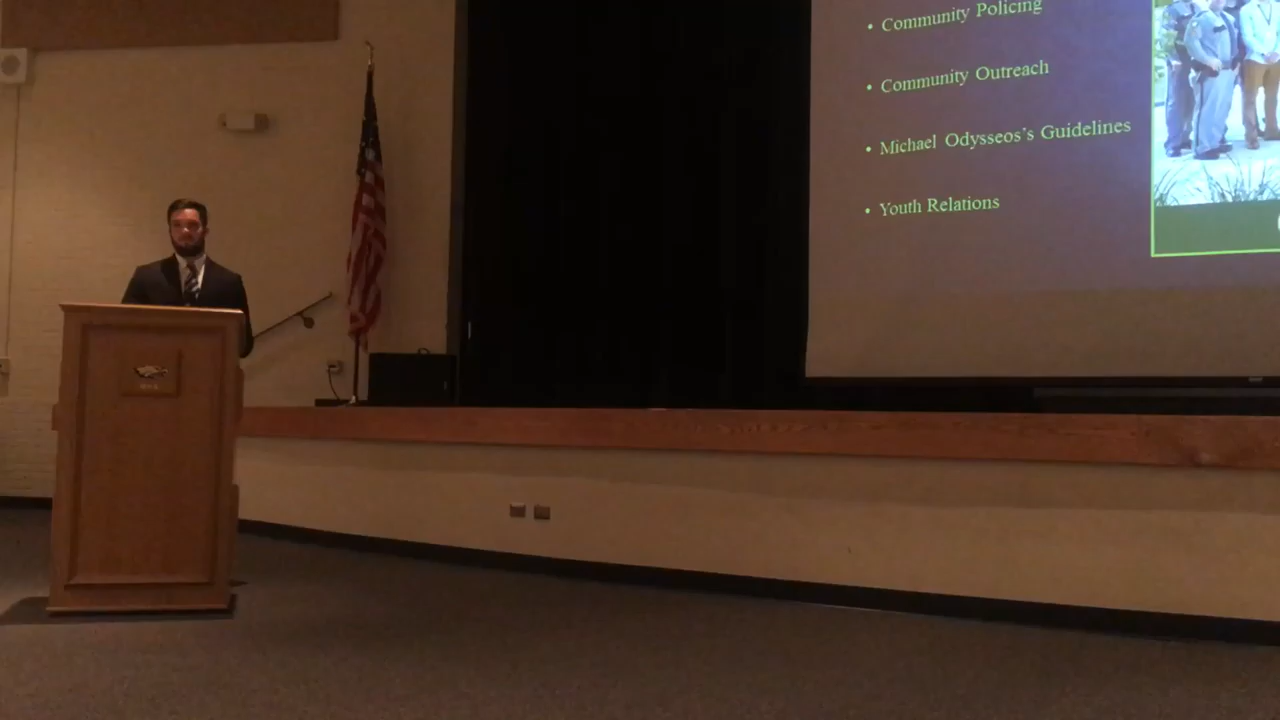 • Community Policing
• Community Outreach
• Michael Odysseos's Guidelines
• Youth Relations